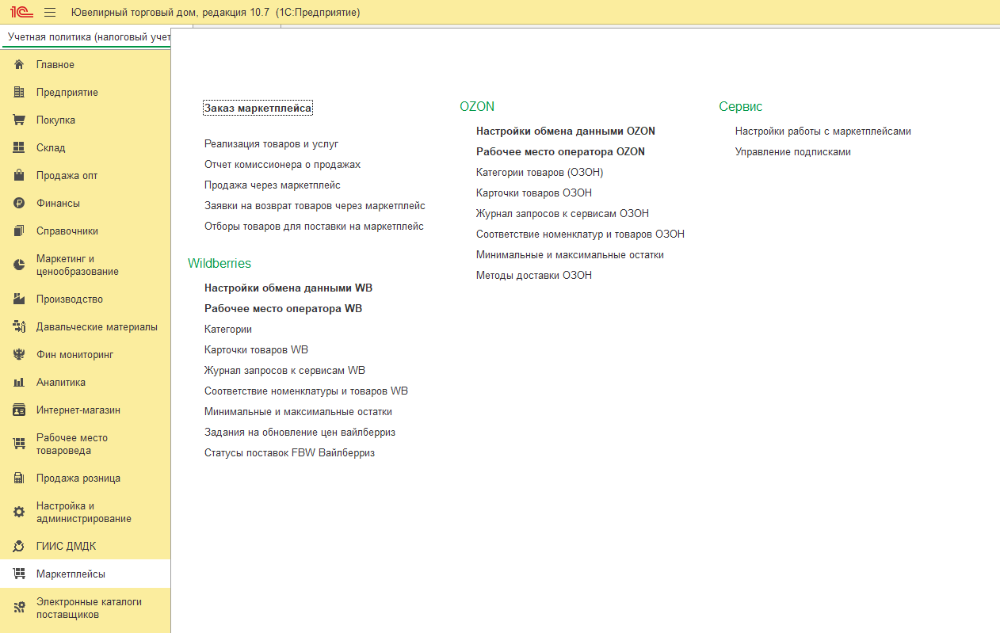 1С Ювелирный торговый дом, редакция 10.7 (1С:Предприятие)
Учетная политика (налоговый учет
Главное
Предприятие
Покупка
Склад
Продажа опт
Финансы
Справочники
Маркетинг и
ценообразование
Производство
Давальческие материалы
Фин мониторинг
Аналитика
Интернет-магазин
Рабочее место
товароведа
Продажа розница
Настройка и
администрирование
ГИИС ДМДК
Маркетплейсы
Электронные каталоги
поставщиков
Заказ маркетплейса
Реализация товаров и услуг
Отчет комиссионера о продажах
Продажа через маркетплейс
Заявки на возврат товаров через маркетплейс
Отборы товаров для поставки на маркетплейс
Wildberries
Настройки обмена данными WB
Рабочее место оператора WB
Категории
Карточки товаров WB
Журнал запросов к сервисам WB
Соответствие номенклатуры и товаров WB
Минимальные и максимальные остатки
Задания на обновление цен вайлберриз
Статусы поставок FBW Вайлберриз
OZON
Настройки обмена данными OZON
Рабочее место оператора OZON
Категории товаров (ОЗОН)
Карточки товаров ОЗОН
Журнал запросов к сервисам ОЗОН
Соответствие номенклатур и товаров ОЗОН
Минимальные и максимальные остатки
Методы доставки ОЗОН
Сервис
Настройки работы с маркетплейсами
Управление подписками